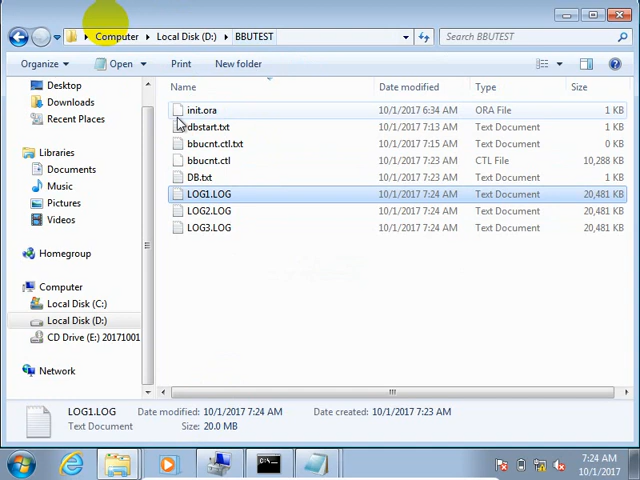 Computer ▸ Local Disk (D:) ▸ BBUTEST
Search BBUTEST
Organize Open Print New folder
Name Date modified Type Size
Desktop
Downloads
Recent Places
Libraries
Documents
Music
Pictures
Videos
Homegroup
Computer
Local Disk (C:)
Local Disk (D:)
CD Drive (E:) 20171001
Network
init.ora 10/1/2017 6:34 AM ORA File 1 KB
dbstart.txt 10/1/2017 7:13 AM Text Document 1 KB
bbucnt.ctl.txt 10/1/2017 7:23 AM Text Document 0 KB
bbucnt.ctl 10/1/2017 7:23 AM CTL File 10,288 KB
DB.txt 10/1/2017 7:23 AM Text Document 1 KB
LOG1.LOG 10/1/2017 7:24 AM Text Document 20,481 KB
LOG2.LOG 10/1/2017 7:24 AM Text Document 20,481 KB
LOG3.LOG 10/1/2017 7:24 AM Text Document 20,481 KB
LOG1.LOG Date modified: 10/1/2017 7:24 AM Date created: 10/1/2017 7:23 AM
Text Document Size: 20.0 MB
7:24 AM
10/1/2017